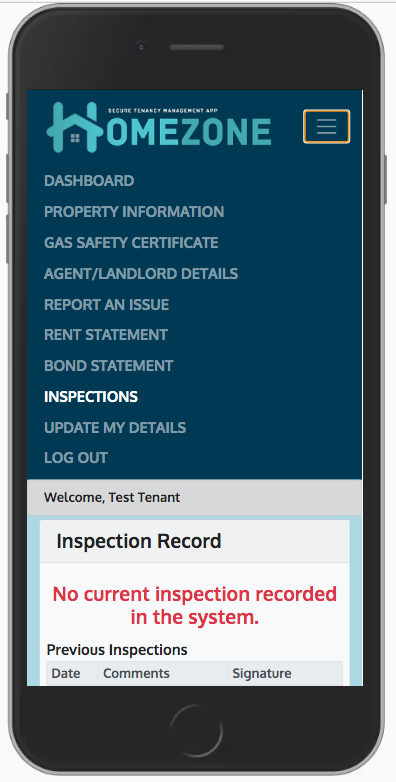 SECURE TENANCY MANAGEMENT APP
HOMEZONE
DASHBOARD
PROPERTY INFORMATION
GAS SAFETY CERTIFICATE
AGENT/LANDLORD DETAILS
REPORT AN ISSUE
RENT STATEMENT
BOND STATEMENT
INSPECTIONS
UPDATE MY DETAILS
LOG OUT
Welcome, Test Tenant
Inspection Record
No current inspection recorded
in the system.
Previous Inspections
Date Comments Signature